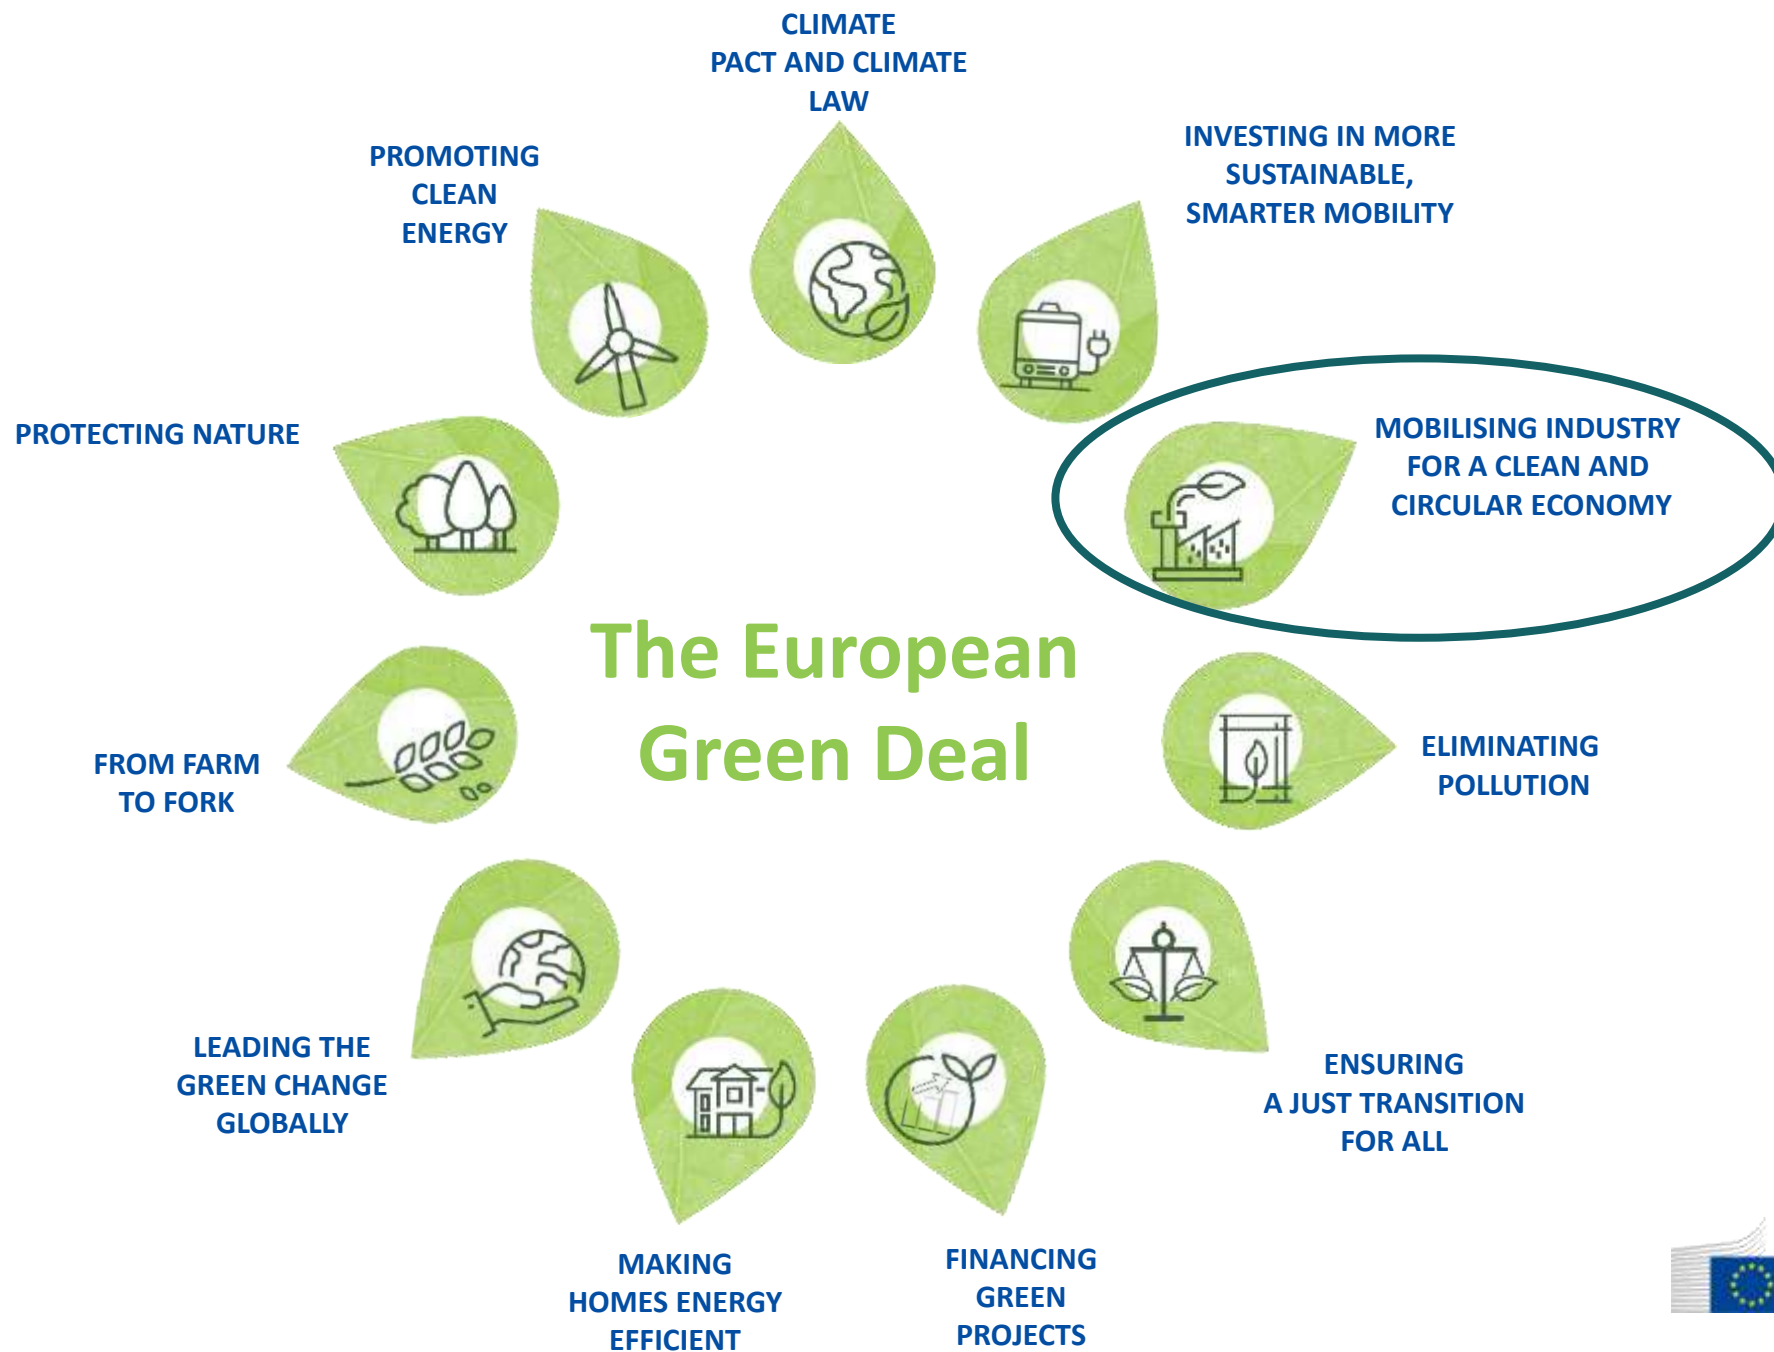 CLIMATE
PACT AND CLIMATE
LAW
INVESTING IN MORE
SUSTAINABLE,
SMARTER MOBILITY
PROMOTING
CLEAN
ENERGY
MOBILISING INDUSTRY
FOR A CLEAN AND
CIRCULAR ECONOMY
PROTECTING NATURE
The European
Green Deal
ELIMINATING
POLLUTION
FROM FARM
TO FORK
LEADING THE
GREEN CHANGE
GLOBALLY
ENSURING
A JUST TRANSITION
FOR ALL
MAKING
HOMES ENERGY
EFFICIENT
FINANCING
GREEN
PROJECTS